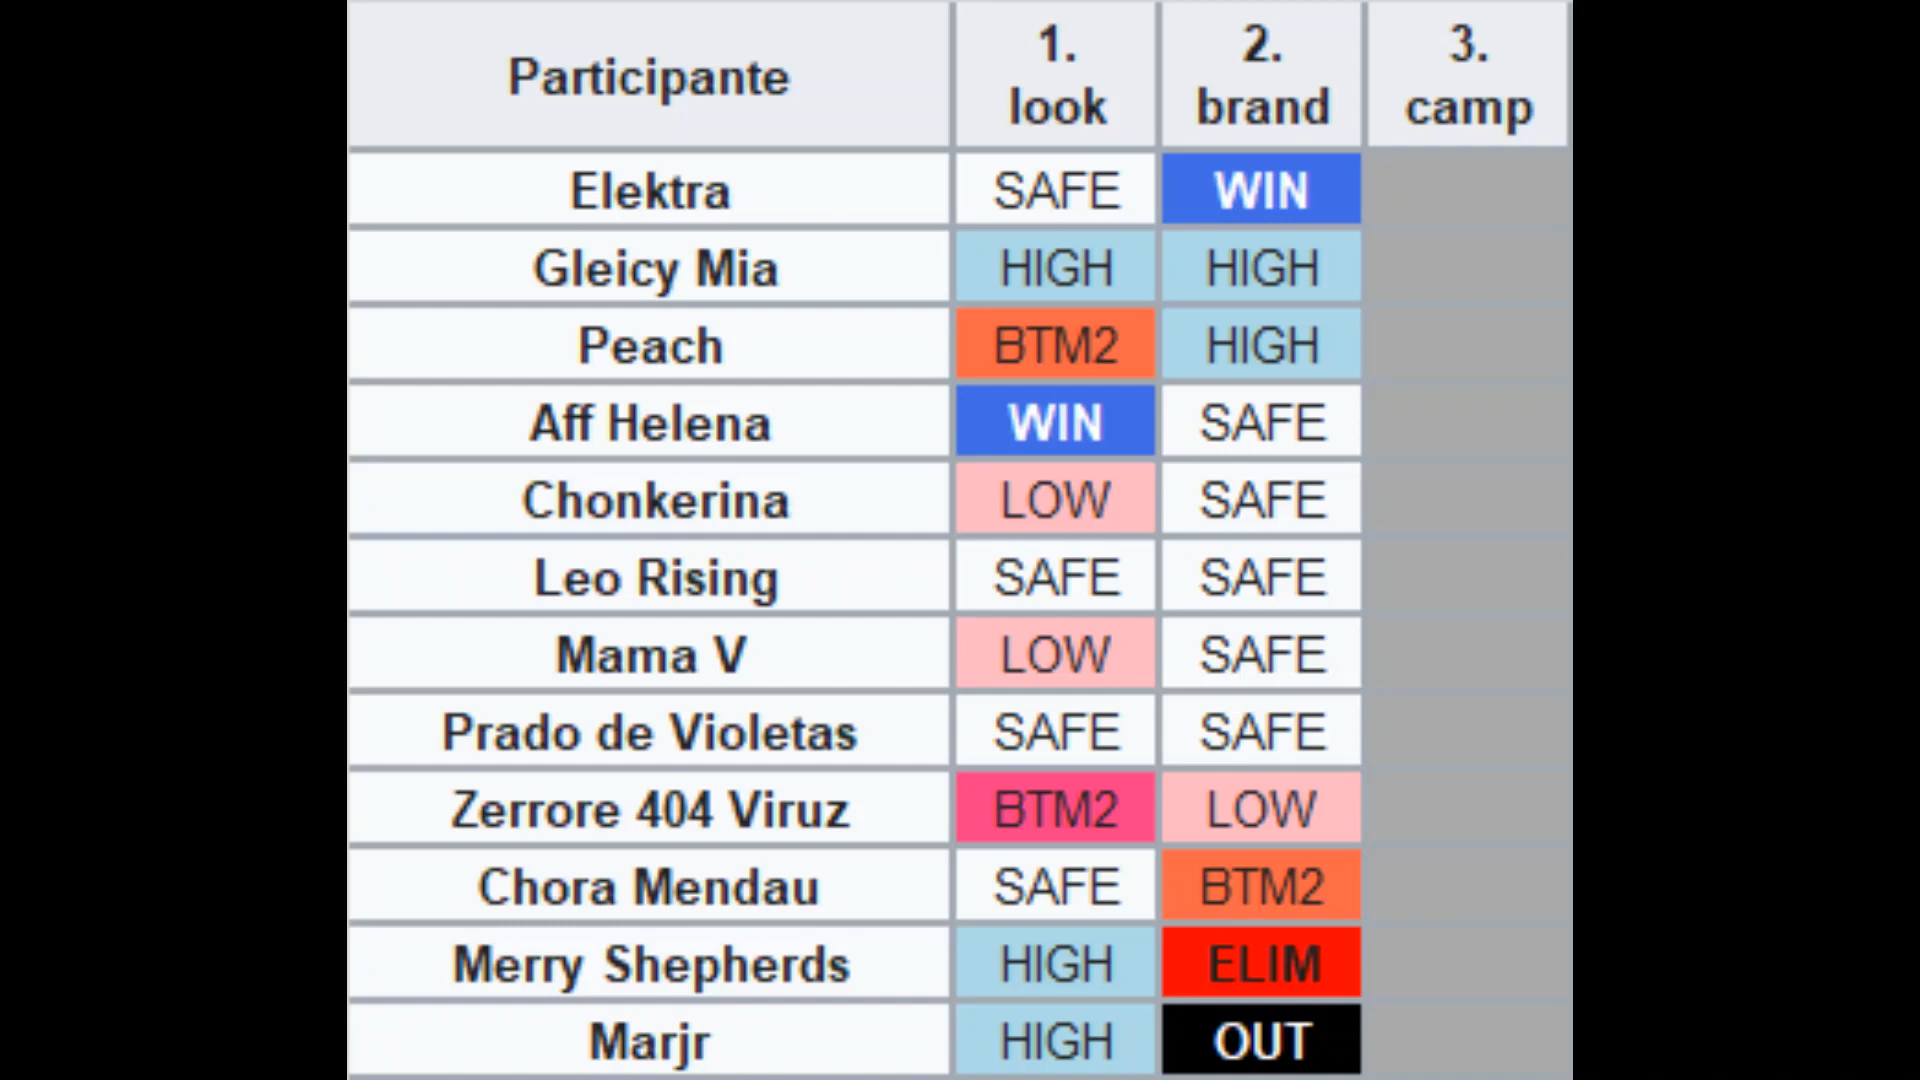 Participante 1. look 2. brand 3. camp
Elektra SAFE WIN
Gleicy Mia HIGH HIGH
Peach BTM2 HIGH
Aff Helena WIN SAFE
Chonkerina LOW SAFE
Leo Rising SAFE SAFE
Mama V LOW SAFE
Prado de Violetas SAFE SAFE
Zerrore 404 Viruz BTM2 LOW
Chora Mendau SAFE BTM2
Merry Shepherds HIGH ELIM
Marjr HIGH OUT